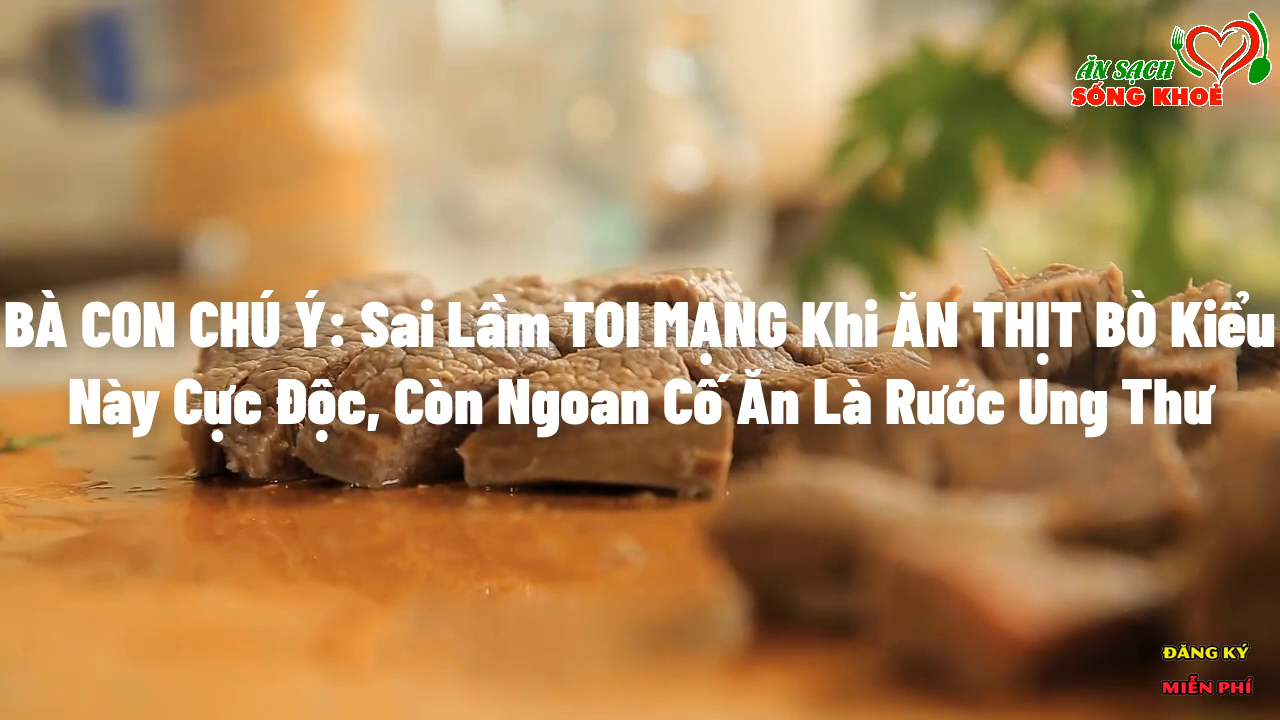 ĂN SẠCH
SỐNG KHOẺ
BÀ CON CHÚ Ý: Sai Lầm TOI MẠNG Khi ĂN THỊT BÒ Kiểu
Này Cực Độc, Còn Ngoan Cố Ăn Là Rước Ung Thư
ĐĂNG KÝ
MIỄN PHÍ